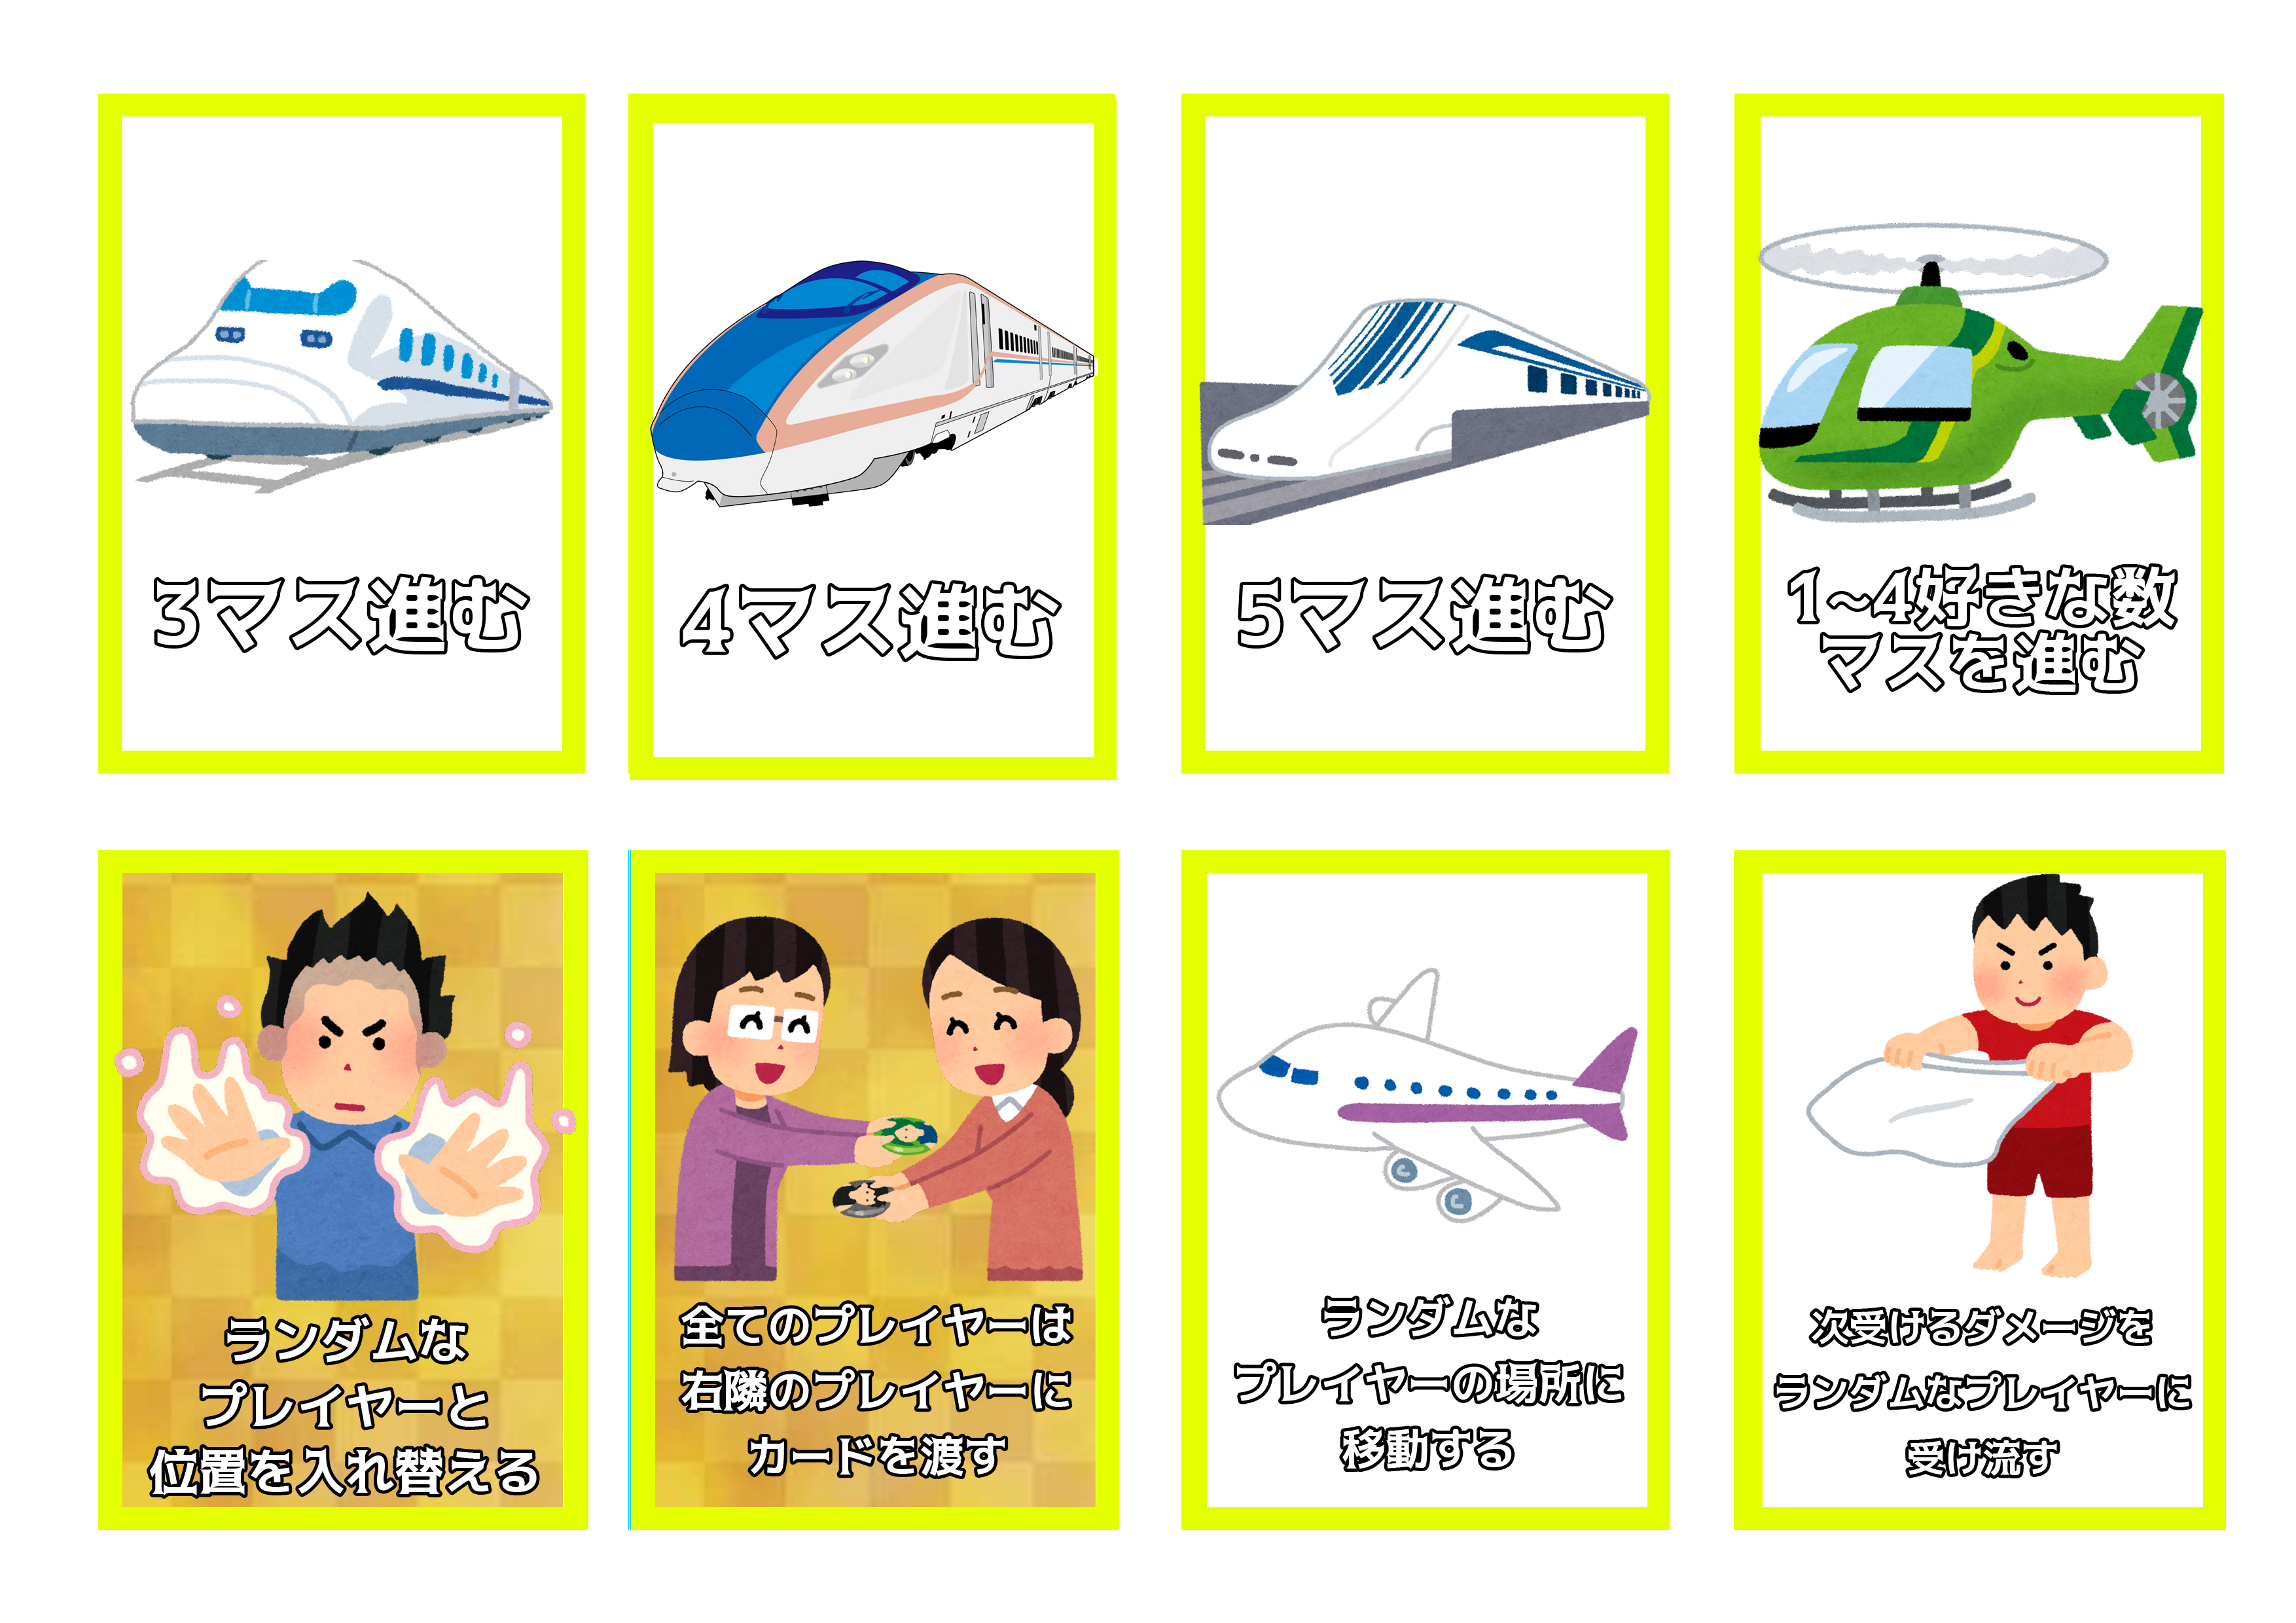 3マス進む
4マス進む
5マス進む
1~4好きな数
マスを進む
ランダムな
プレイヤーと
位置を入れ替える
全てのプレイヤーは
右隣のプレイヤーに
カードを渡す
ランダムな
プレイヤーの場所に
移動する
次受けるダメージを
ランダムなプレイヤーに
受け流す